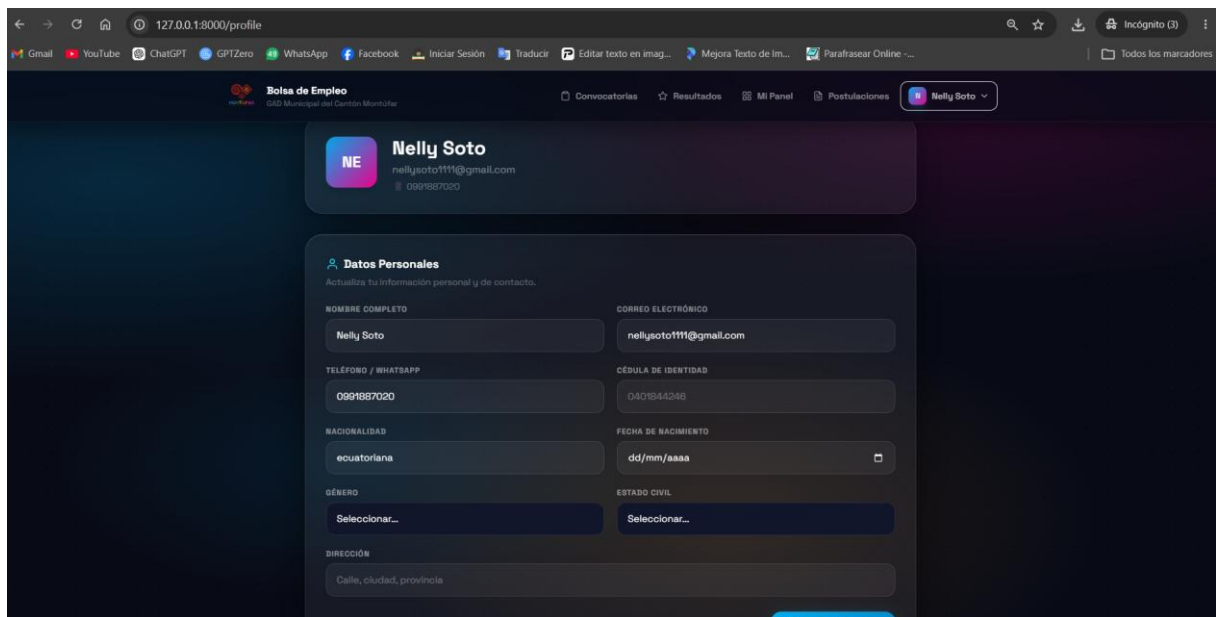 127.0.0.1:8000/profile
Incógnito (3)
Gmail YouTube ChatGPT GPTZero WhatsApp Facebook Iniciar Sesión Traducir Editar texto en imag... Mejora Texto de Im... Parafrasear Online -... Todos los marcadores
Bolsa de Empleo
GAD Municipal del Cantón Montúfar
Convocatorias Resultados Mi Panel Postulaciones N Nelly Soto
NE
Nelly Soto
nellysoto1111@gmail.com
0991887020
Datos Personales
Actualiza tu información personal y de contacto.
NOMBRE COMPLETO CORREO ELECTRÓNICO
Nelly Soto nellysoto1111@gmail.com
TELÉFONO / WHATSAPP CÉDULA DE IDENTIDAD
0991887020 0401844246
NACIONALIDAD FECHA DE NACIMIENTO
ecuatoriana dd/mm/aaaa
GÉNERO ESTADO CIVIL
Seleccionar... Seleccionar...
DIRECCIÓN
Calle, ciudad, provincia